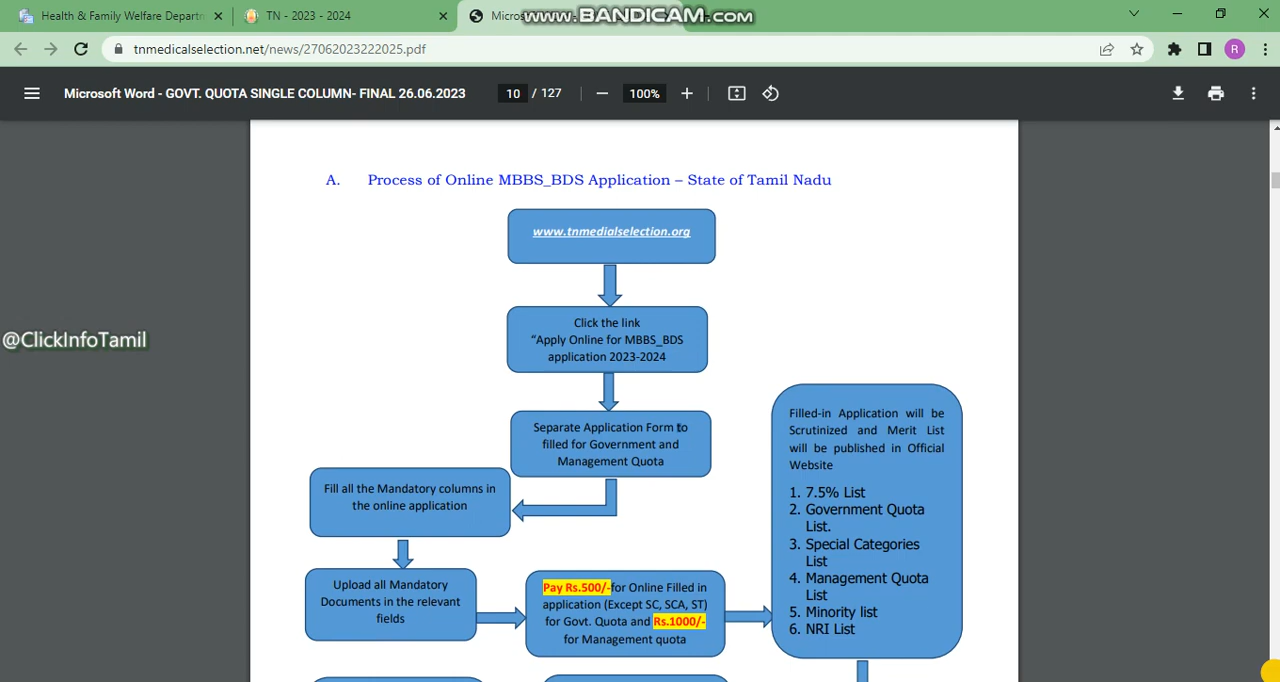 Health & Family Welfare Departm
TN - 2023 - 2024
Micros
www.BANDICAM.com
tnmedicalselection.net/news/27062023222025.pdf
R
Microsoft Word - GOVT. QUOTA SINGLE COLUMN- FINAL 26.06.2023
10 / 127
100%
A. Process of Online MBBS_BDS Application – State of Tamil Nadu
www.tnmedialselection.org
Click the link
“Apply Online for MBBS_BDS
application 2023-2024
@ClickInfoTamil
Separate Application Form to
filled for Government and
Management Quota
Fill all the Mandatory columns in
the online application
Upload all Mandatory
Documents in the relevant
fields
Pay Rs.500/-for Online Filled in
application (Except SC, SCA, ST)
for Govt. Quota and Rs.1000/-
for Management quota
Filled-in Application will be
Scrutinized and Merit List
will be published in Official
Website
1. 7.5% List
2. Government Quota
List.
3. Special Categories
List
4. Management Quota
List
5. Minority list
6. NRI List